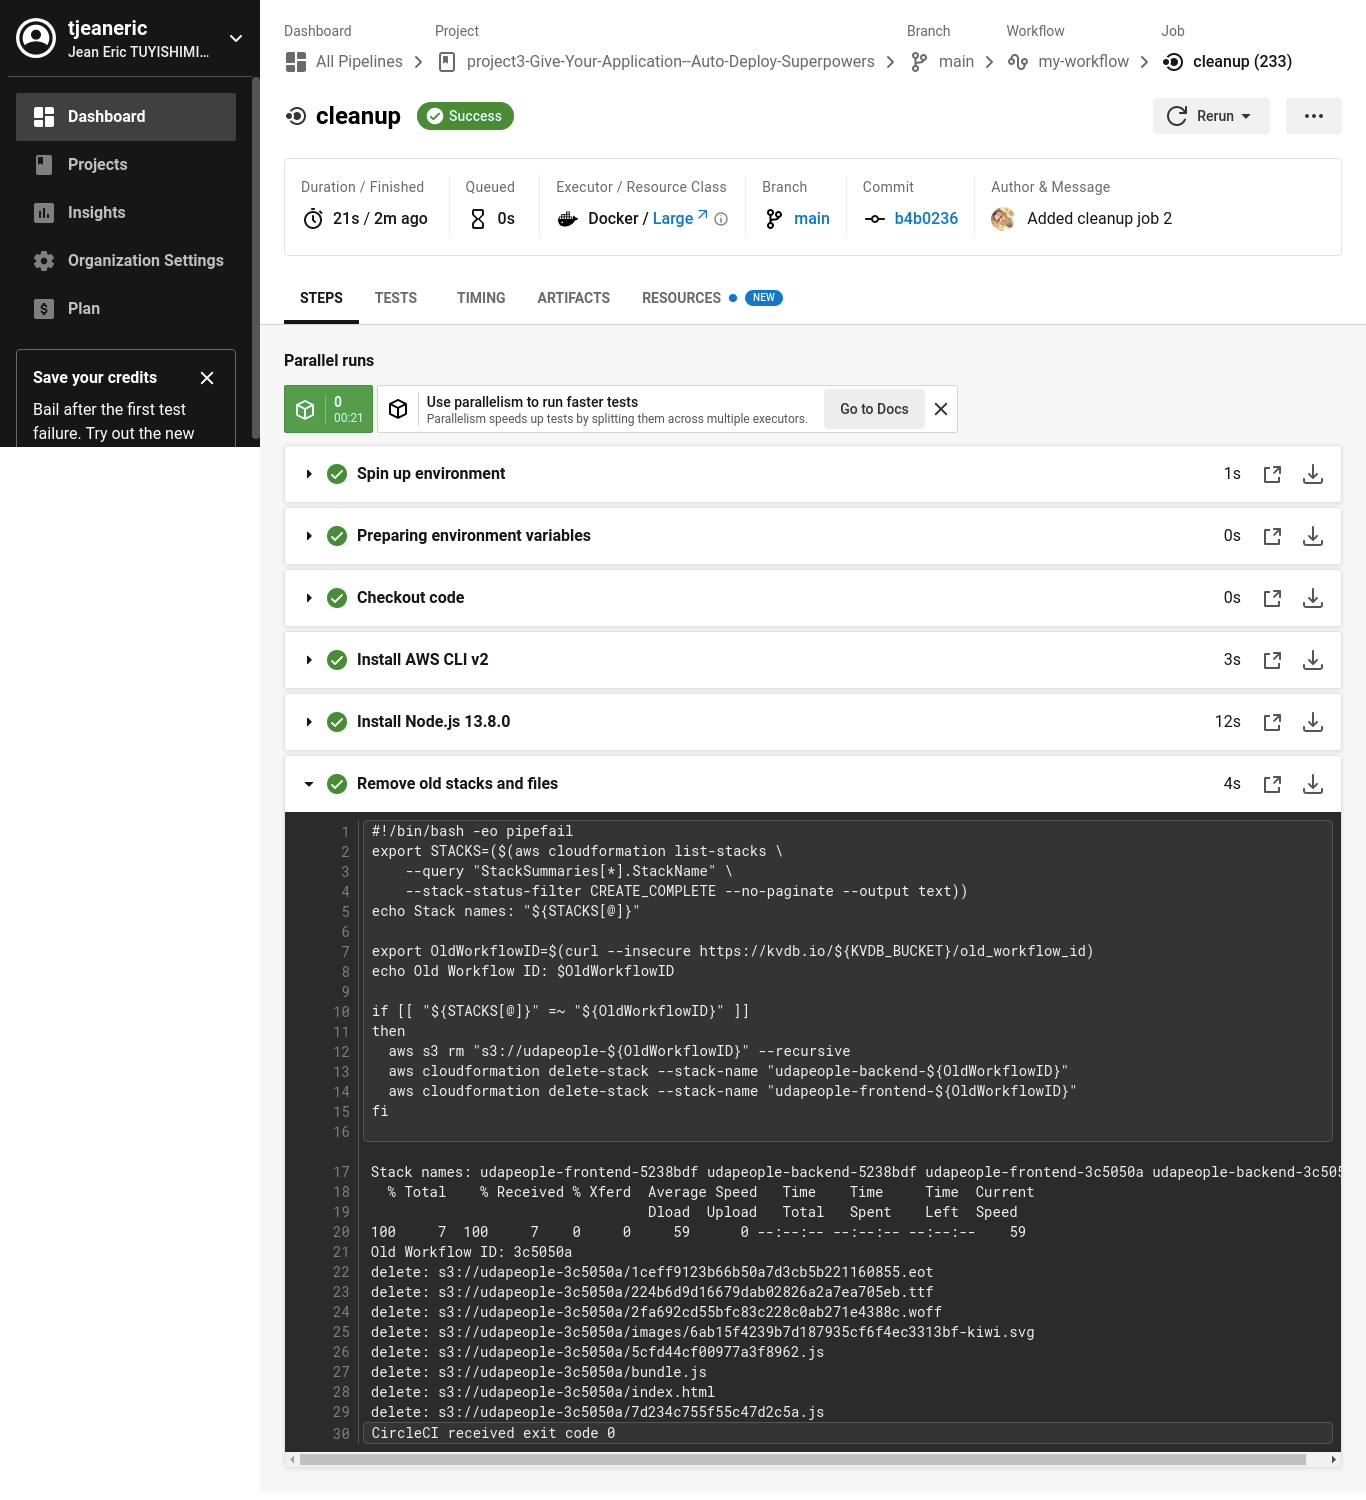 tjeaneric
Jean Eric TUYISHIMI...
Dashboard
Projects
Insights
Organization Settings
Plan
Save your credits
Bail after the first test
failure. Try out the new
Dashboard Project Branch Workflow Job
All Pipelines project3-Give-Your-Application--Auto-Deploy-Superpowers main my-workflow cleanup (233)
cleanup Success Rerun
Duration / Finished Queued Executor / Resource Class Branch Commit Author & Message
21s / 2m ago 0s Docker / Large main b4b0236 Added cleanup job 2
STEPS TESTS TIMING ARTIFACTS RESOURCES NEW
Parallel runs
0
00:21
Use parallelism to run faster tests
Parallelism speeds up tests by splitting them across multiple executors.
Go to Docs
Spin up environment 1s
Preparing environment variables 0s
Checkout code 0s
Install AWS CLI v2 3s
Install Node.js 13.8.0 12s
Remove old stacks and files 4s
1 #!/bin/bash -eo pipefail
2 export STACKS=($(aws cloudformation list-stacks \
3     --query "StackSummaries[*].StackName" \
4     --stack-status-filter CREATE_COMPLETE --no-paginate --output text))
5 echo Stack names: "${STACKS[@]}"
6
7 export OldWorkflowID=$(curl --insecure https://kvdb.io/${KVDB_BUCKET}/old_workflow_id)
8 echo Old Workflow ID: $OldWorkflowID
9
10 if [[ "${STACKS[@]}" =~ "${OldWorkflowID}" ]]
11 then
12   aws s3 rm "s3://udapeople-${OldWorkflowID}" --recursive
13   aws cloudformation delete-stack --stack-name "udapeople-backend-${OldWorkflowID}"
14   aws cloudformation delete-stack --stack-name "udapeople-frontend-${OldWorkflowID}"
15 fi
16
17 Stack names: udapeople-frontend-5238bdf udapeople-backend-5238bdf udapeople-frontend-3c5050a udapeople-backend-3c505
18   % Total    % Received % Xferd  Average Speed   Time    Time     Time  Current
19                                  Dload  Upload   Total   Spent    Left  Speed
20 100     7  100     7    0     0     59      0 --:--:-- --:--:-- --:--:--    59
21 Old Workflow ID: 3c5050a
22 delete: s3://udapeople-3c5050a/1ceff9123b66b50a7d3cb5b221160855.eot
23 delete: s3://udapeople-3c5050a/224b6d9d16679dab02826a2a7ea705eb.ttf
24 delete: s3://udapeople-3c5050a/2fa692cd55bfc83c228c0ab271e4388c.woff
25 delete: s3://udapeople-3c5050a/images/6ab15f4239b7d187935cf6f4ec3313bf-kiwi.svg
26 delete: s3://udapeople-3c5050a/5cfd44cf00977a3f8962.js
27 delete: s3://udapeople-3c5050a/bundle.js
28 delete: s3://udapeople-3c5050a/index.html
29 delete: s3://udapeople-3c5050a/7d234c755f55c47d2c5a.js
30 CircleCI received exit code 0